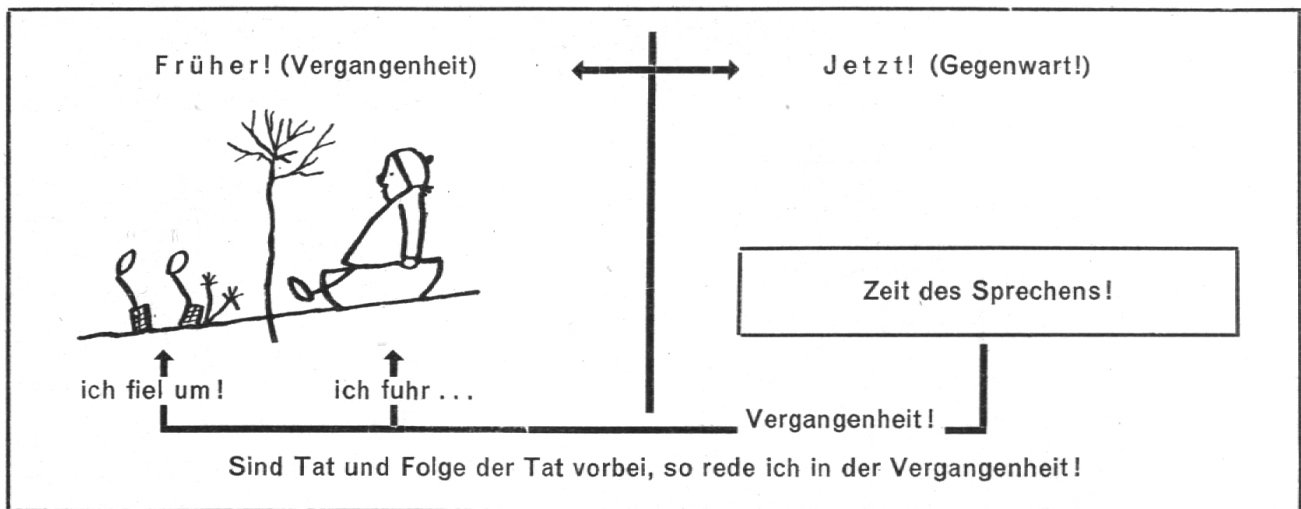 Früher! (Vergangenheit)
Jetzt! (Gegenwart!)
Zeit des Sprechens!
ich fiel um!
ich fuhr ...
Vergangenheit!
Sind Tat und Folge der Tat vorbei, so rede ich in der Vergangenheit!